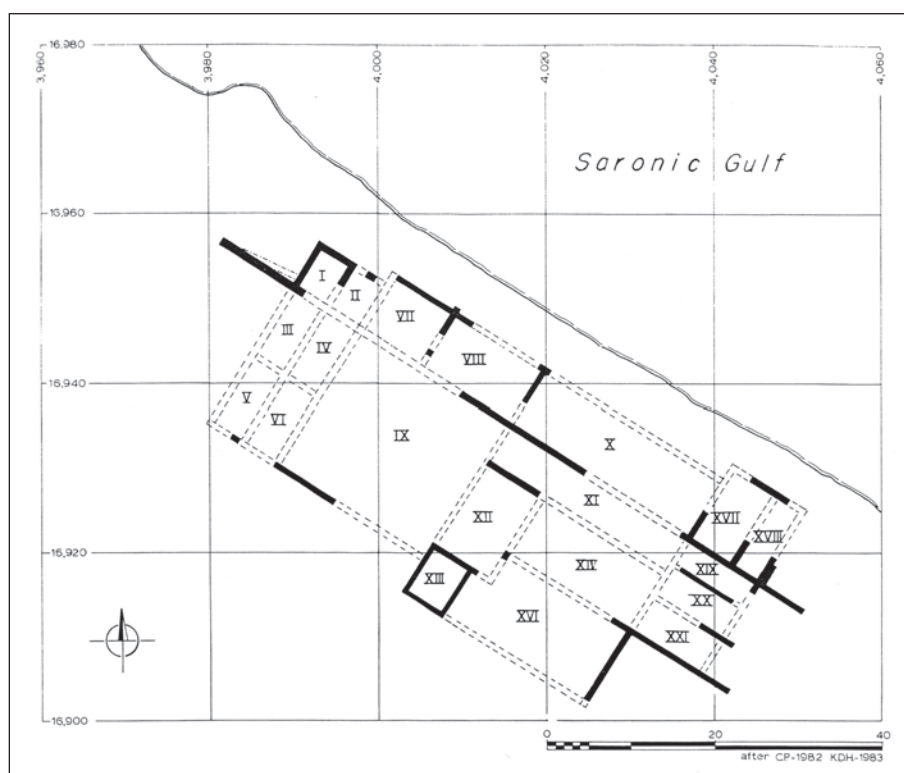 3,960
3,980
4,000
4,020
4,040
4,060
16,980
Saronic Gulf
16,960
I
II
III
VII
IV
VIII
16,940
V
VI
IX
X
XI
XII
XVII
XVIII
16,920
XIII
XIV
XIX
XX
XVI
XXI
16,900
0 20 40
after CP-1982 KDH-1983